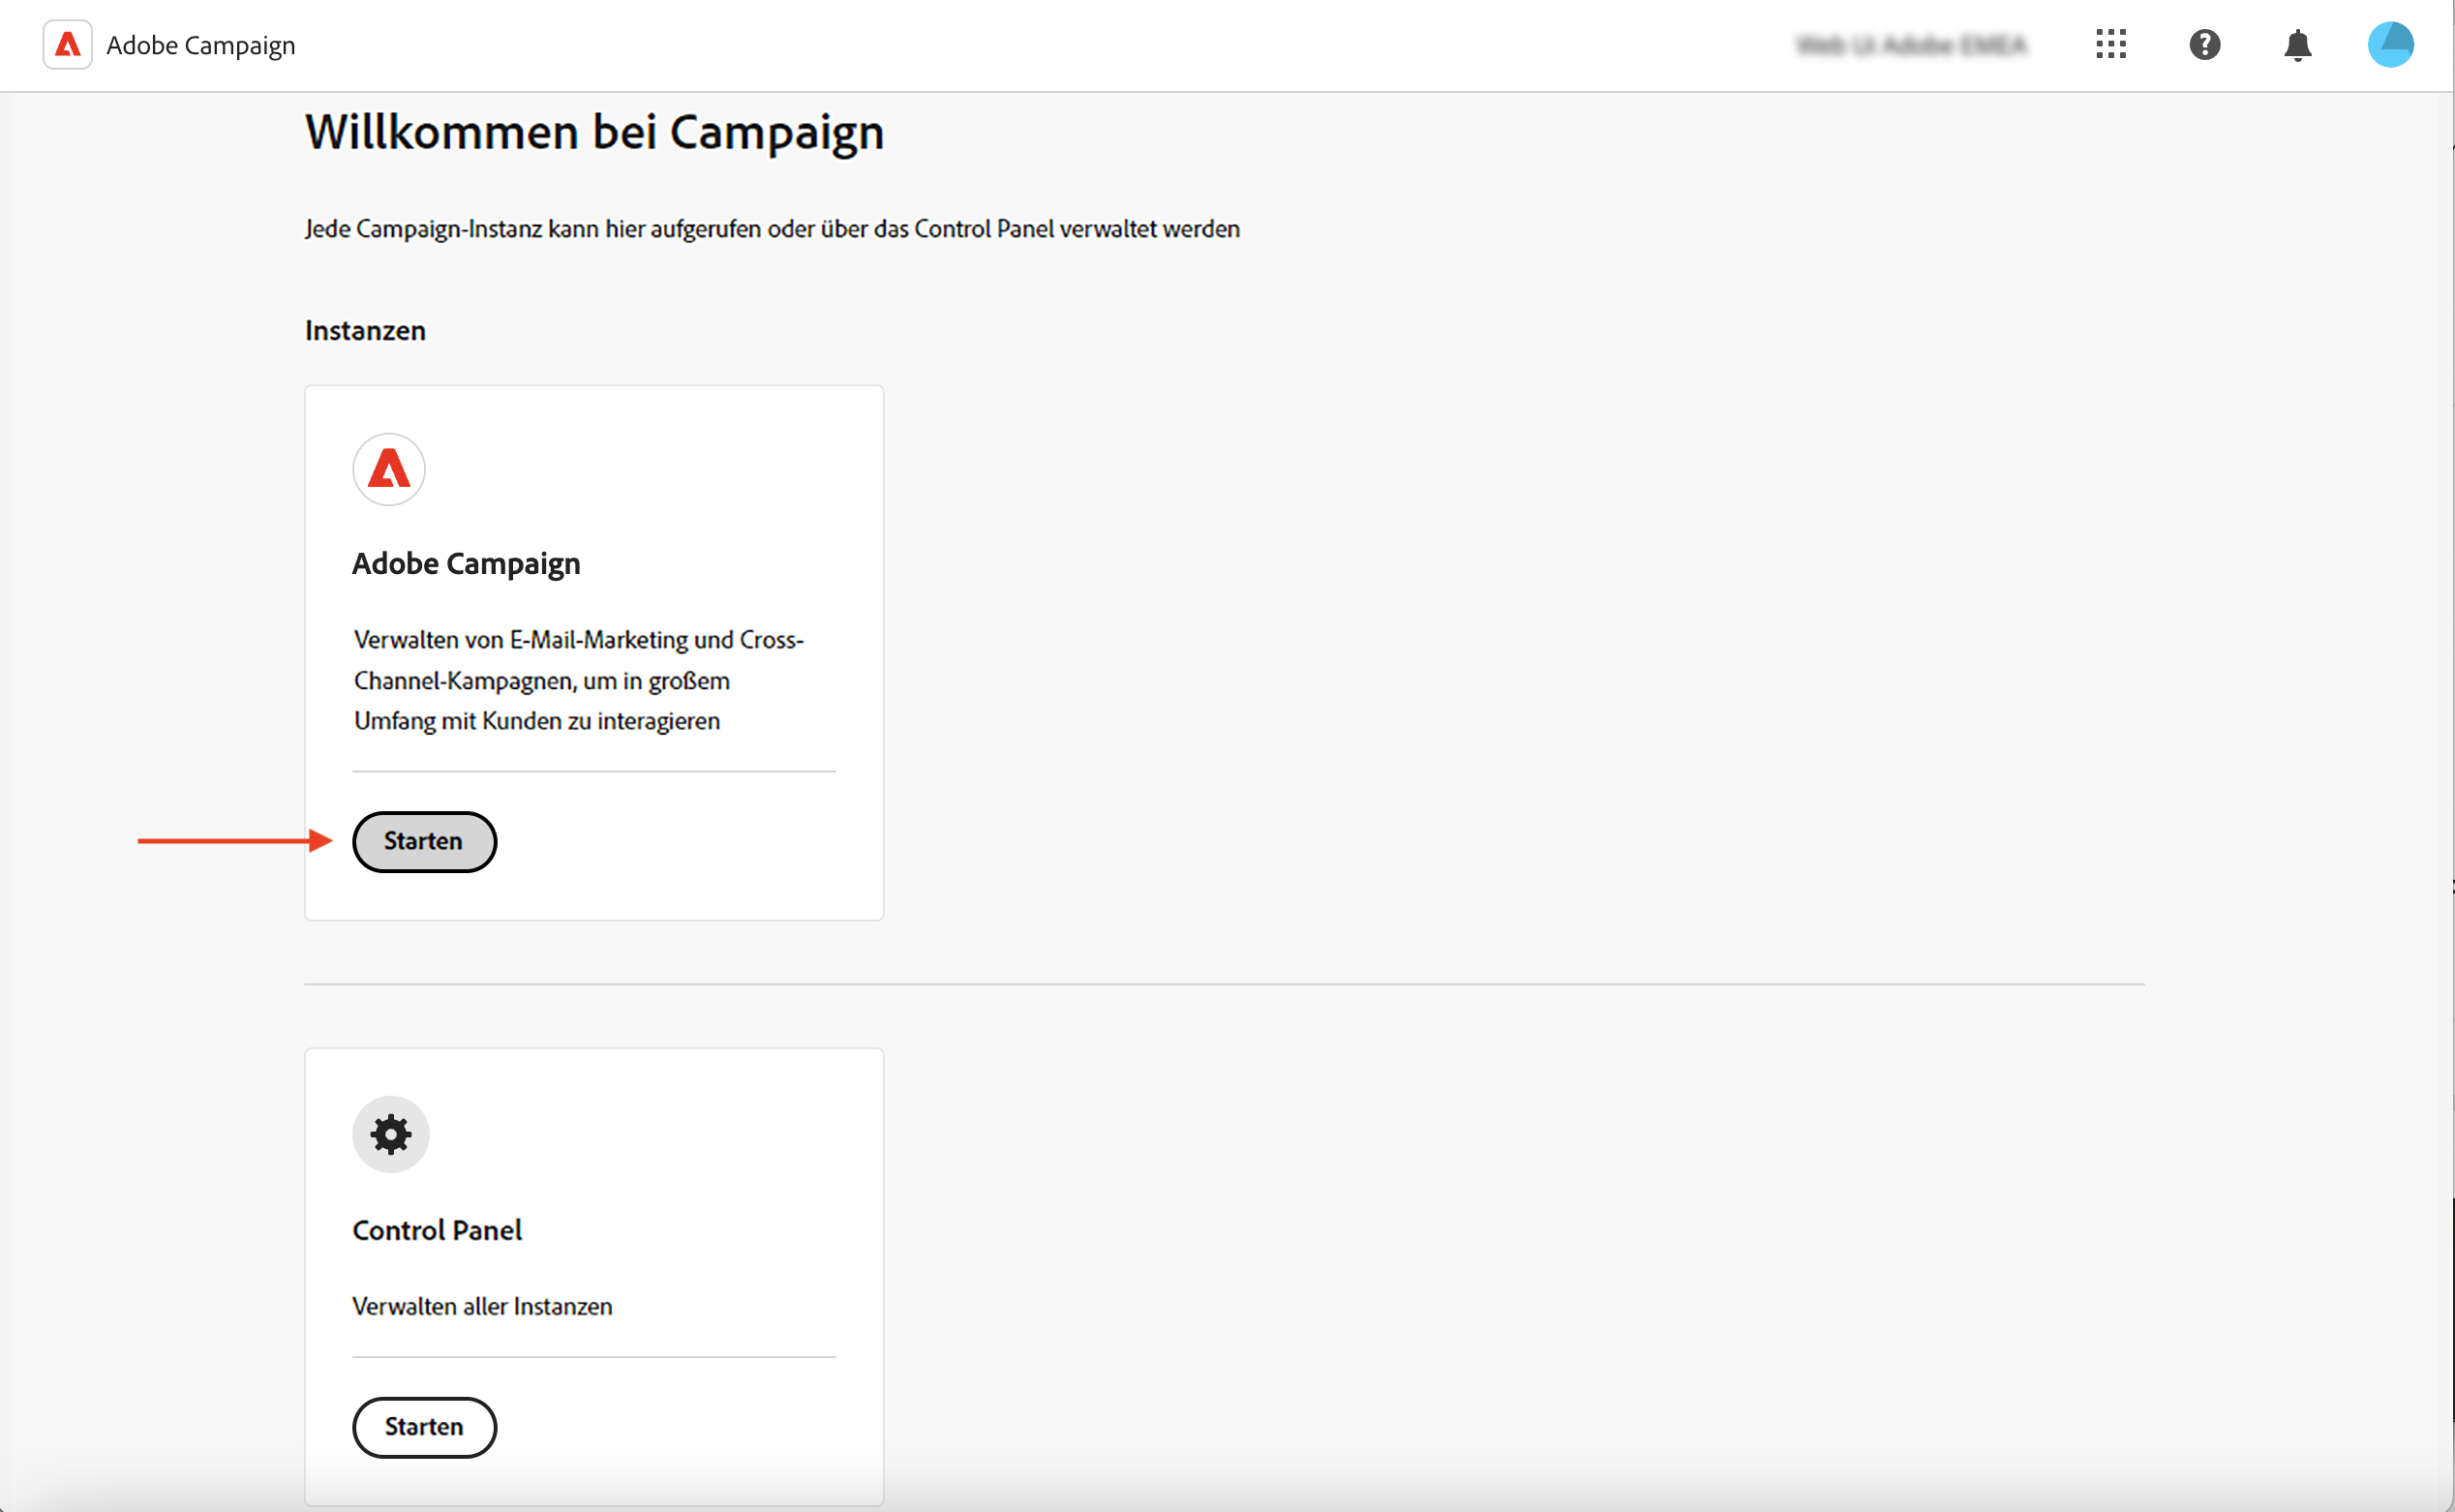 Adobe Campaign
Willkommen bei Campaign
Jede Campaign-Instanz kann hier aufgerufen oder über das Control Panel verwaltet werden
Instanzen
Adobe Campaign
Verwalten von E-Mail-Marketing und Cross-
Channel-Kampagnen, um in großem
Umfang mit Kunden zu interagieren
Starten
Control Panel
Verwalten aller Instanzen
Starten